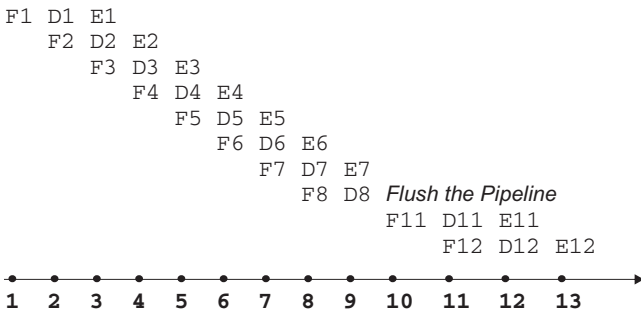 F1 D1 E1
F2 D2 E2
F3 D3 E3
F4 D4 E4
F5 D5 E5
F6 D6 E6
F7 D7 E7
F8 D8 Flush the Pipeline
F11 D11 E11
F12 D12 E12
1 2 3 4 5 6 7 8 9 10 11 12 13